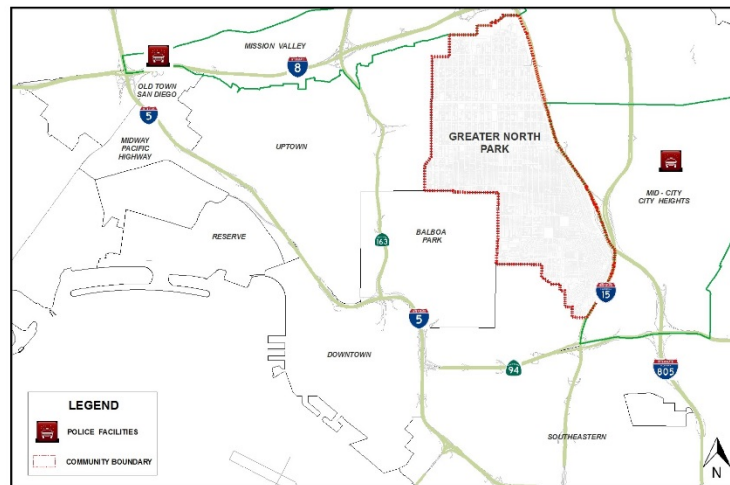 MISSION VALLEY
8
OLD TOWN
SAN DIEGO
5
MIDWAY
PACIFIC
HIGHWAY
UPTOWN
GREATER NORTH
PARK
MID - CITY
CITY HEIGHTS
RESERVE
163
BALBOA
PARK
15
5
DOWNTOWN
94
805
SOUTHEASTERN
LEGEND
POLICE FACILITIES
COMMUNITY BOUNDARY
N